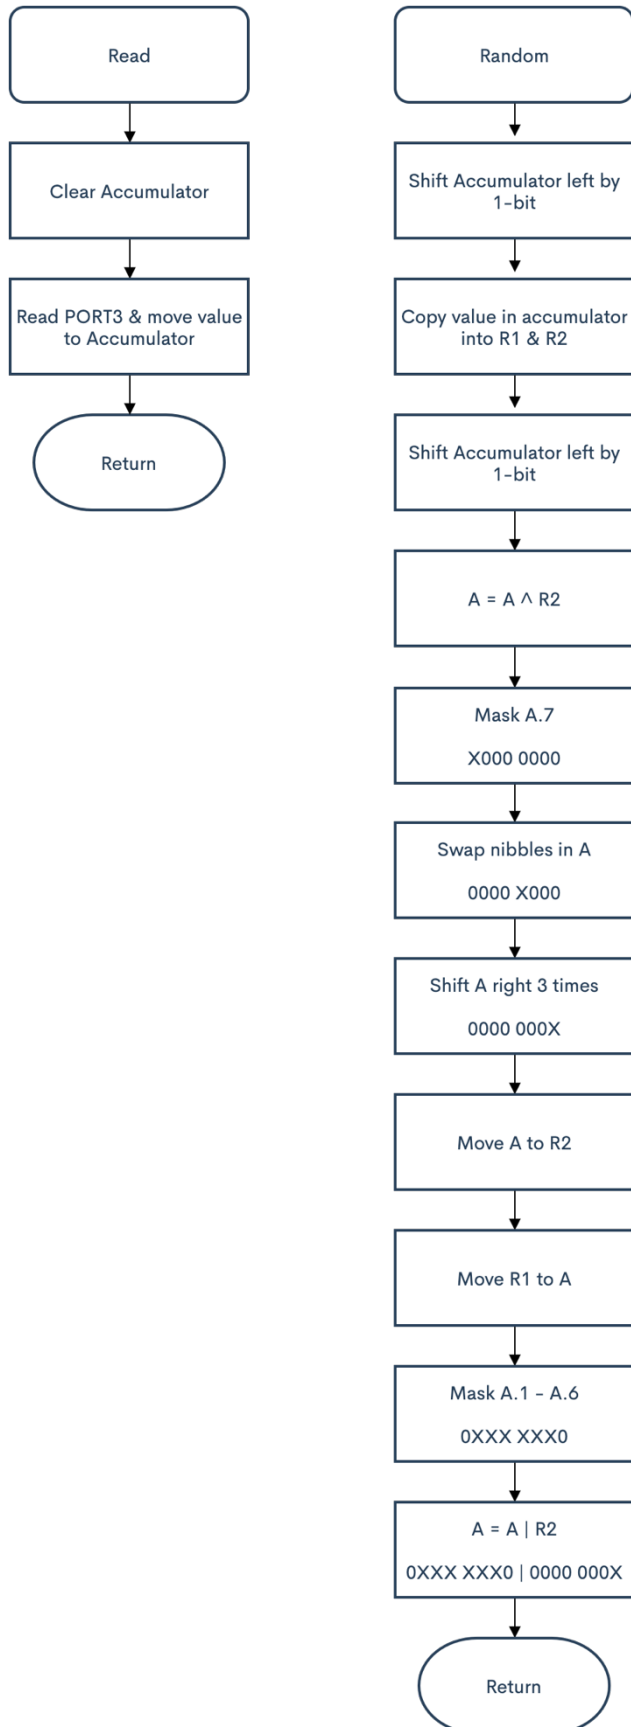 Read
Clear Accumulator
Read PORT3 & move value
to Accumulator
Return
Random
Shift Accumulator left by
1-bit
Copy value in accumulator
into R1 & R2
Shift Accumulator left by
1-bit
A = A ^ R2
Mask A.7
X000 0000
Swap nibbles in A
0000 X000
Shift A right 3 times
0000 000X
Move A to R2
Move R1 to A
Mask A.1 - A.6
0XXX XXX0
A = A | R2
0XXX XXX0 | 0000 000X
Return